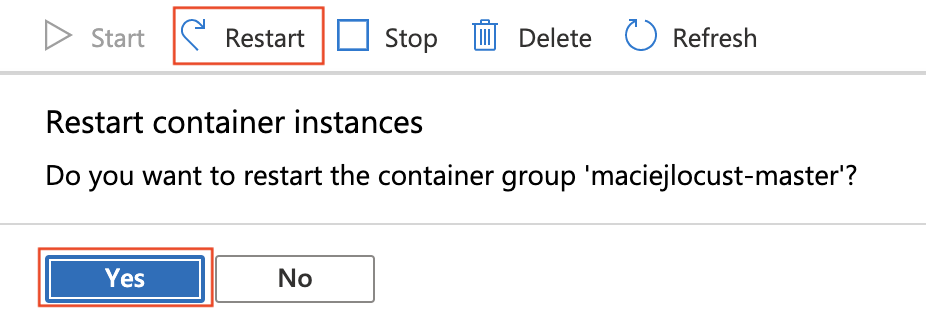 Start Restart Stop Delete Refresh
Restart container instances
Do you want to restart the container group 'maciejlocust-master'?
Yes No